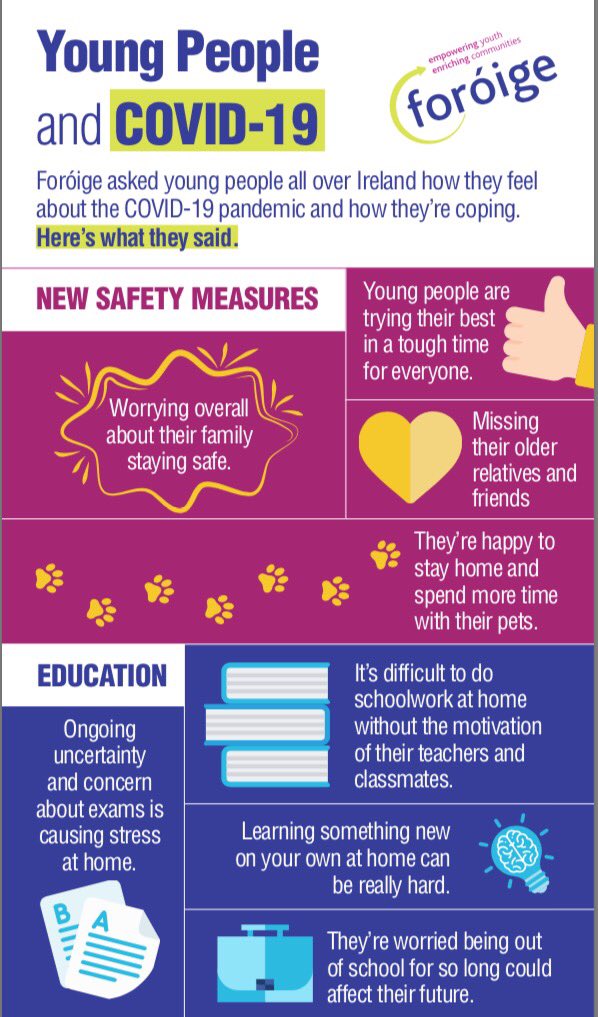 Young People
and COVID-19
empowering youth
enriching communities
foróige
Foróige asked young people all over Ireland how they feel
about the COVID-19 pandemic and how they're coping.
Here's what they said.
NEW SAFETY MEASURES
Young people are
trying their best
in a tough time
for everyone.
Worrying overall
about their family
staying safe.
Missing
their older
relatives and
friends
They're happy to
stay home and
spend more time
with their pets.
EDUCATION
Ongoing
uncertainty
and concern
about exams is
causing stress
at home.
B
A
It's difficult to do
schoolwork at home
without the motivation
of their teachers and
classmates.
Learning something new
on your own at home can
be really hard.
They're worried being out
of school for so long could
affect their future.